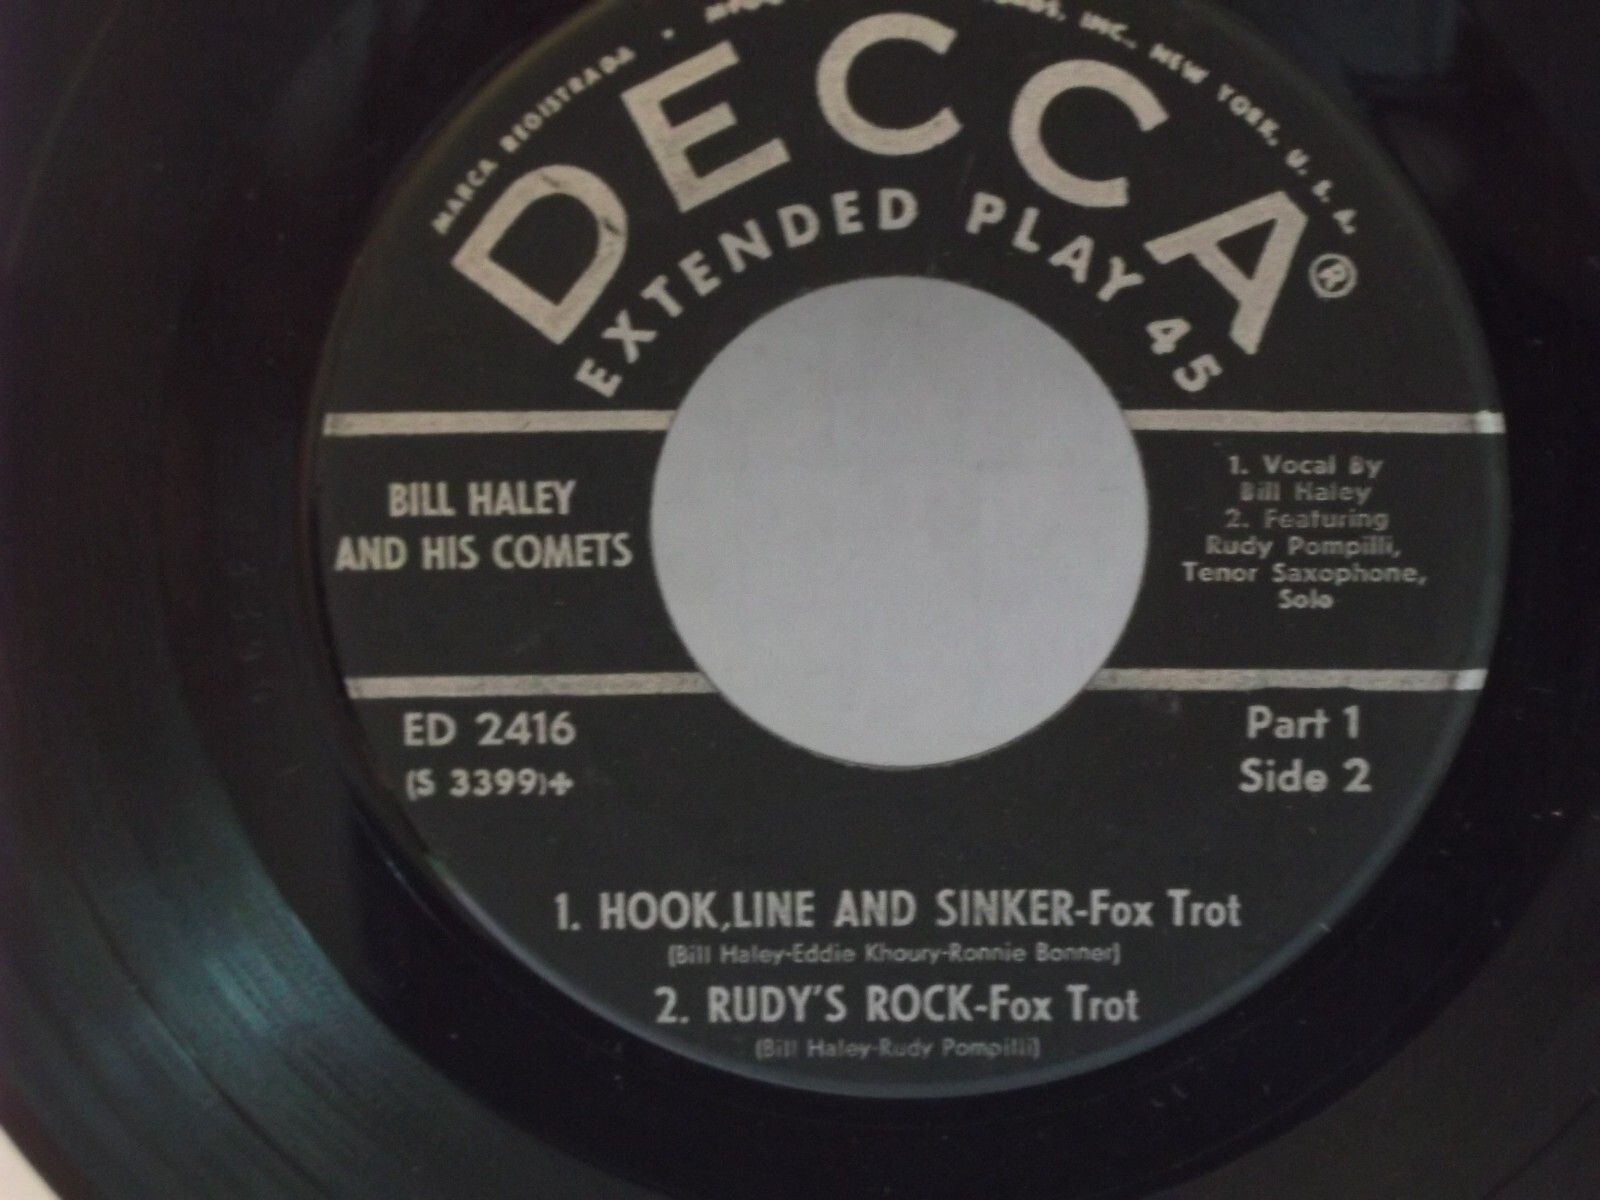 MARCA REGISTRADA • INC., NEW YORK, U. S. A.
DECCA®
EXTENDED PLAY 45
BILL HALEY
AND HIS COMETS
1. Vocal By
Bill Haley
2. Featuring
Rudy Pompilli,
Tenor Saxophone,
Solo
ED 2416
(S 3399)+
Part 1
Side 2
1. HOOK,LINE AND SINKER-Fox Trot
(Bill Haley-Eddie Khoury-Ronnie Bonner)
2. RUDY'S ROCK-Fox Trot
(Bill Haley-Rudy Pompilli)